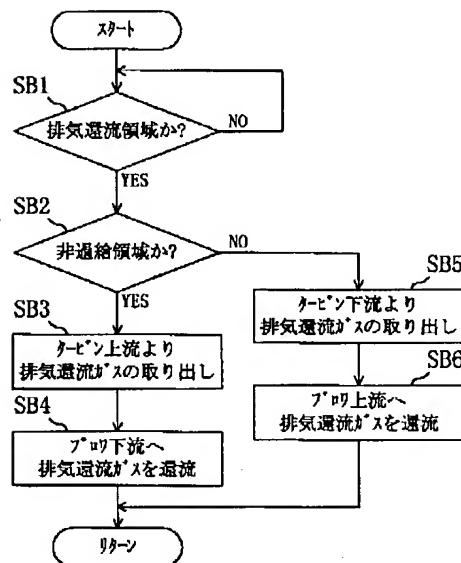 スタート
SB1
排気還流領域か?
NO
YES
SB2
非過給領域か?
NO
YES
SB5
タービン下流より
排気還流ガスの取り出し
SB3
タービン上流より
排気還流ガスの取り出し
SB6
ブロワ上流へ
排気還流ガスを還流
SB4
ブロワ下流へ
排気還流ガスを還流
リターン